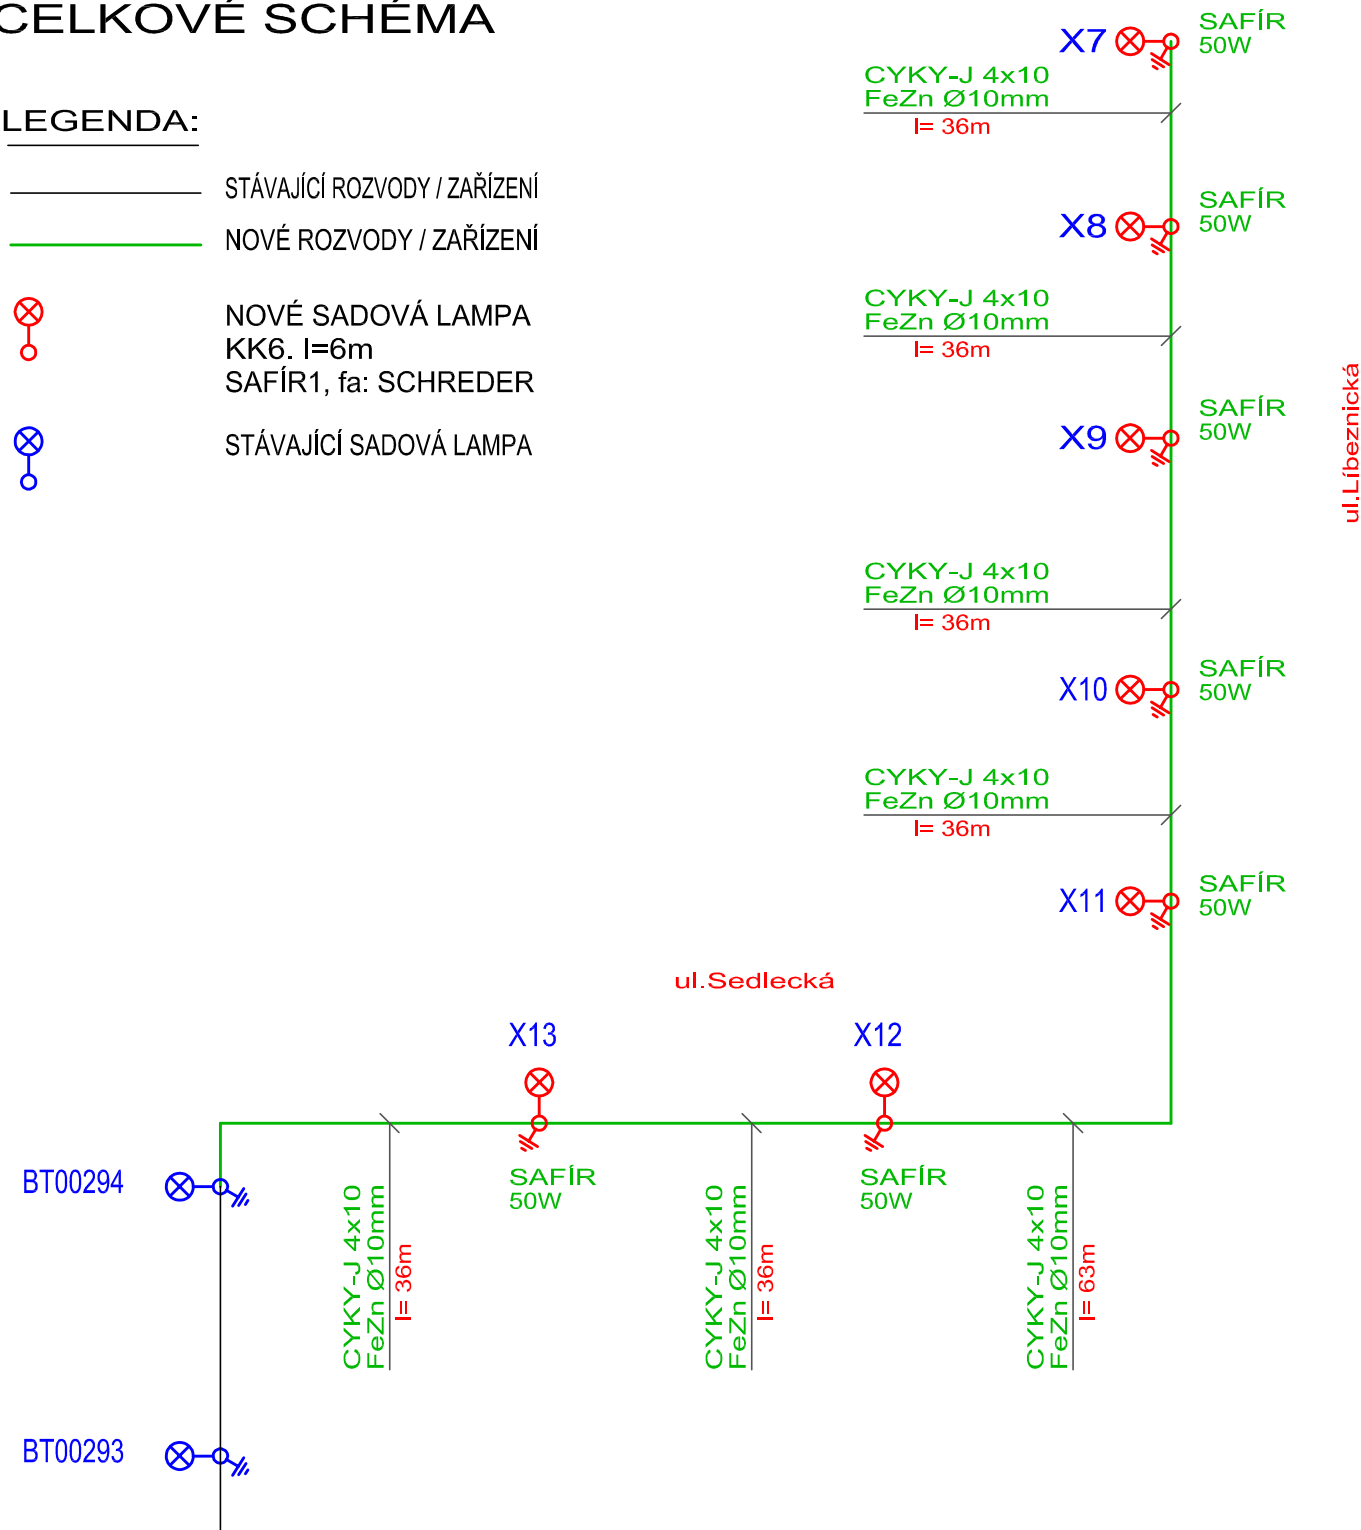 CELKOVÉ SCHÉMA
LEGENDA:
STÁVAJÍCÍ ROZVODY / ZAŘÍZENÍ
NOVÉ ROZVODY / ZAŘÍZENÍ
NOVÉ SADOVÁ LAMPA
KK6. l=6m
SAFÍR1, fa: SCHREDER
STÁVAJÍCÍ SADOVÁ LAMPA
X7
SAFÍR
50W
CYKY-J 4x10
FeZn Ø10mm
l= 36m
X8
SAFÍR
50W
CYKY-J 4x10
FeZn Ø10mm
l= 36m
ul.Líbeznická
X9
SAFÍR
50W
CYKY-J 4x10
FeZn Ø10mm
l= 36m
X10
SAFÍR
50W
CYKY-J 4x10
FeZn Ø10mm
l= 36m
X11
SAFÍR
50W
ul.Sedlecká
X13
X12
SAFÍR
50W
SAFÍR
50W
BT00294
CYKY-J 4x10
FeZn Ø10mm
l= 36m
CYKY-J 4x10
FeZn Ø10mm
l= 36m
CYKY-J 4x10
FeZn Ø10mm
l= 63m
BT00293